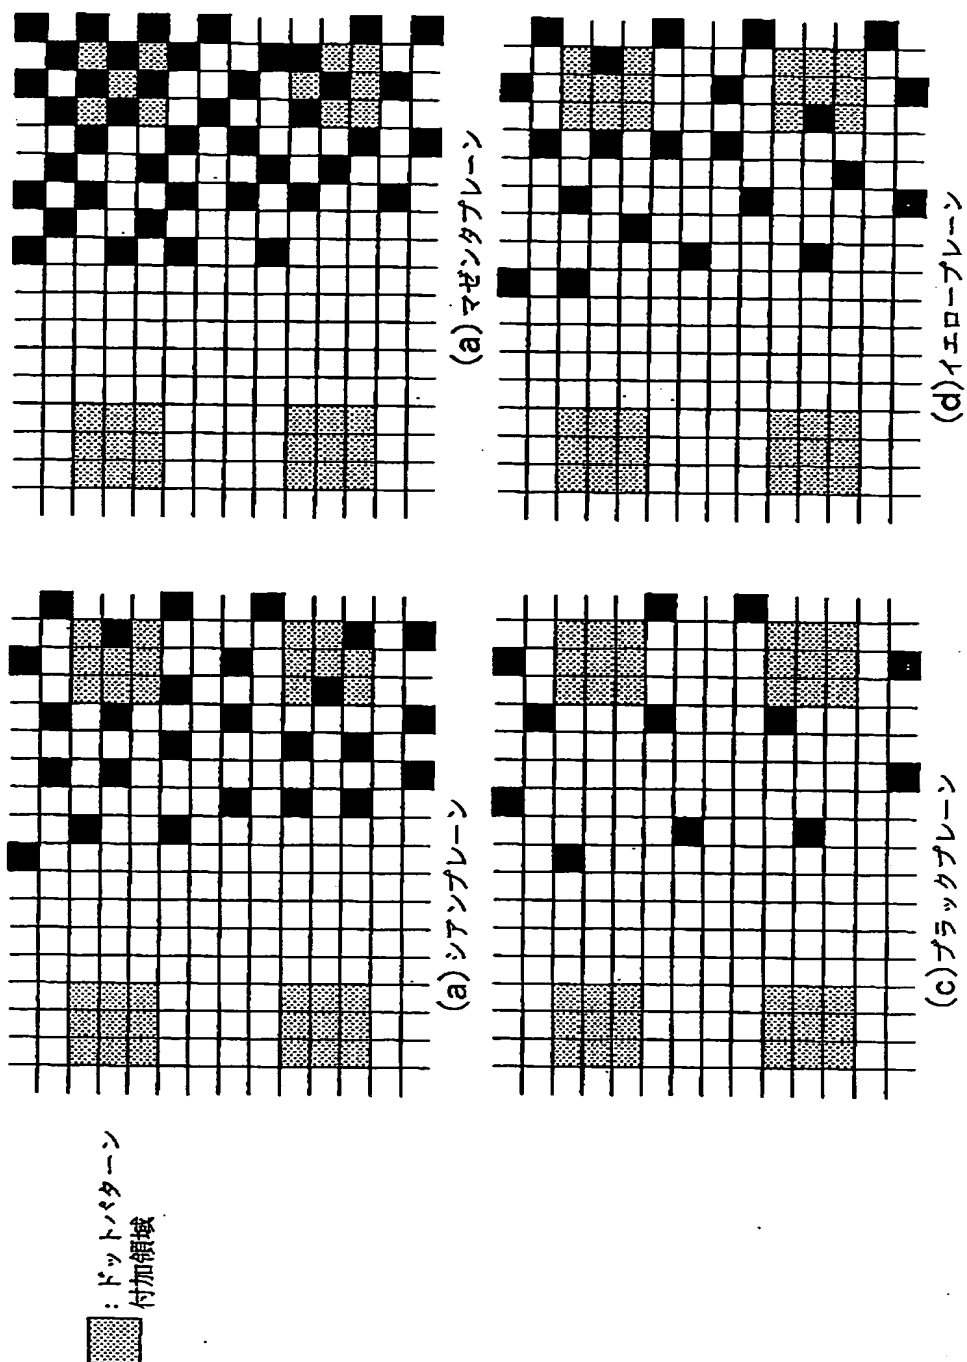 ：ドットパターン
付加領域
(a)シアンプレーン
(a)マゼンタプレーン
(c)ブラックプレーン
(d)イエロープレーン